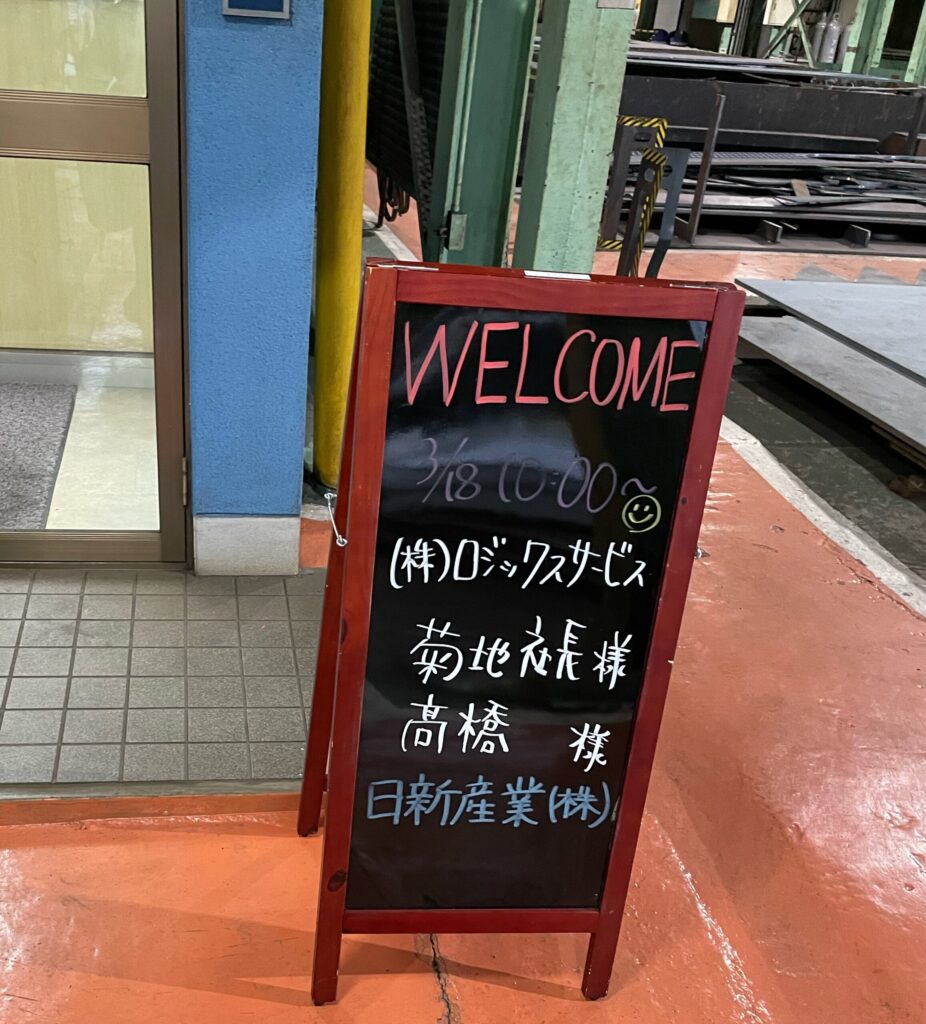 WELCOME
3/18 10:00～
(株)ロジックスサービス
菊地社長様
高橋 様
日新産業(株)